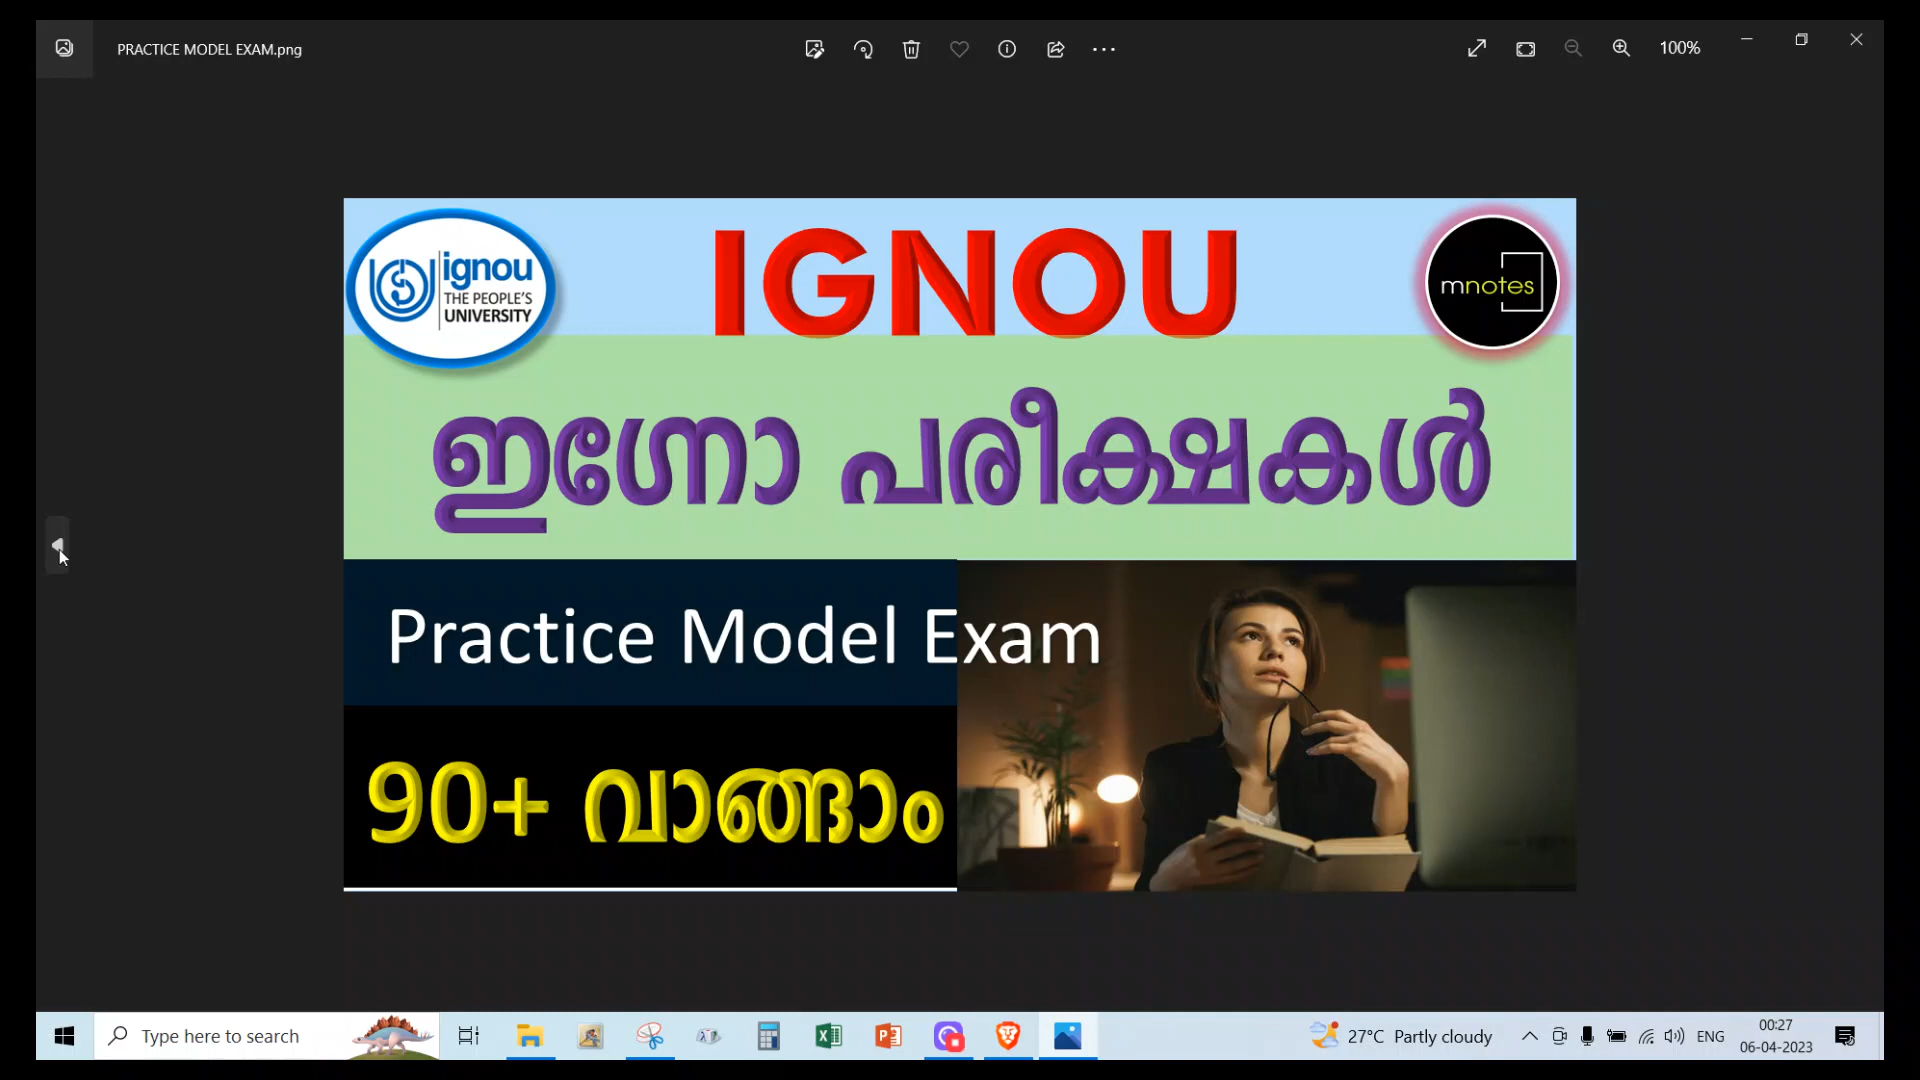 PRACTICE MODEL EXAM.png
100%
ignou
THE PEOPLE'S
UNIVERSITY
IGNOU
mnotes
ഇഗ്നോ പരീക്ഷകൾ
Practice Model Exam
90+ വാങ്ങാം
Type here to search
27°C Partly cloudy
ENG
00:27
06-04-2023